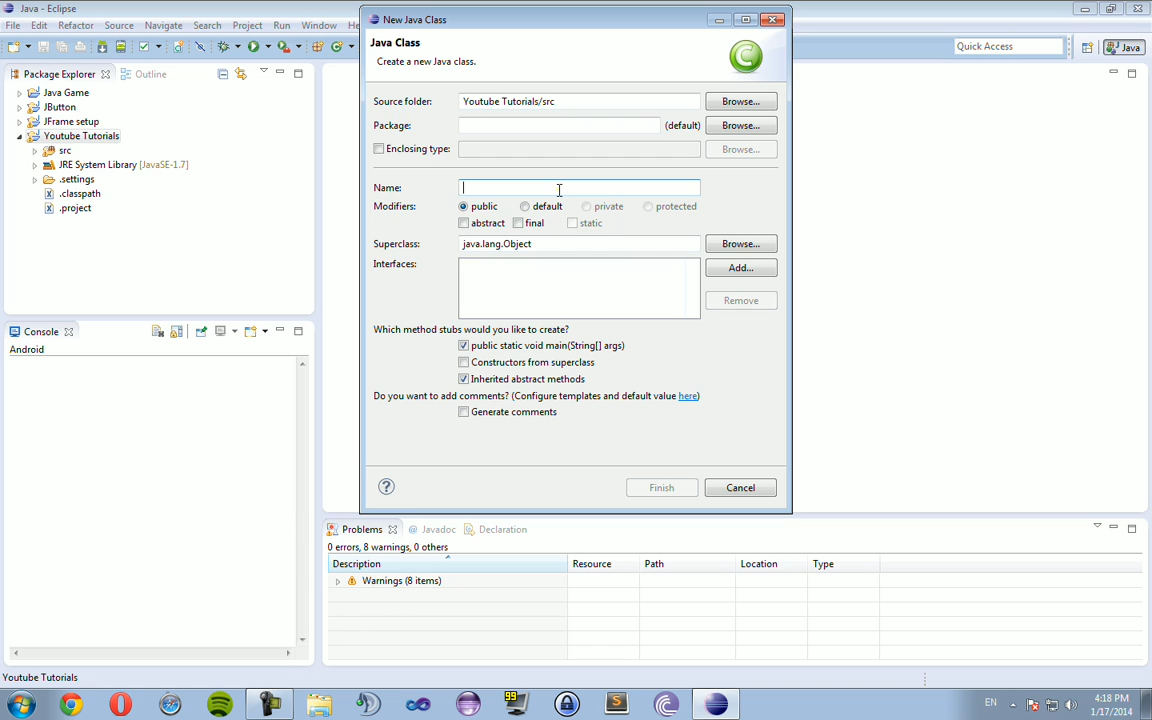 Java - Eclipse
File Edit Refactor Source Navigate Search Project Run Window He
Quick Access
Java
Package Explorer
Outline
Java Game
JButton
JFrame setup
Youtube Tutorials
src
JRE System Library [JavaSE-1.7]
.settings
.classpath
.project
Console
Android
New Java Class
Java Class
Create a new Java class.
Source folder: Youtube Tutorials/src Browse...
Package: (default) Browse...
Enclosing type: Browse...
Name:
Modifiers: public default private protected
abstract final static
Superclass: java.lang.Object Browse...
Interfaces: Add...
Remove
Which method stubs would you like to create?
public static void main(String[] args)
Constructors from superclass
Inherited abstract methods
Do you want to add comments? (Configure templates and default value here)
Generate comments
? Finish Cancel
Problems @ Javadoc Declaration
0 errors, 8 warnings, 0 others
Description Resource Path Location Type
Warnings (8 items)
Youtube Tutorials
99
S
EN
4:18 PM
1/17/2014